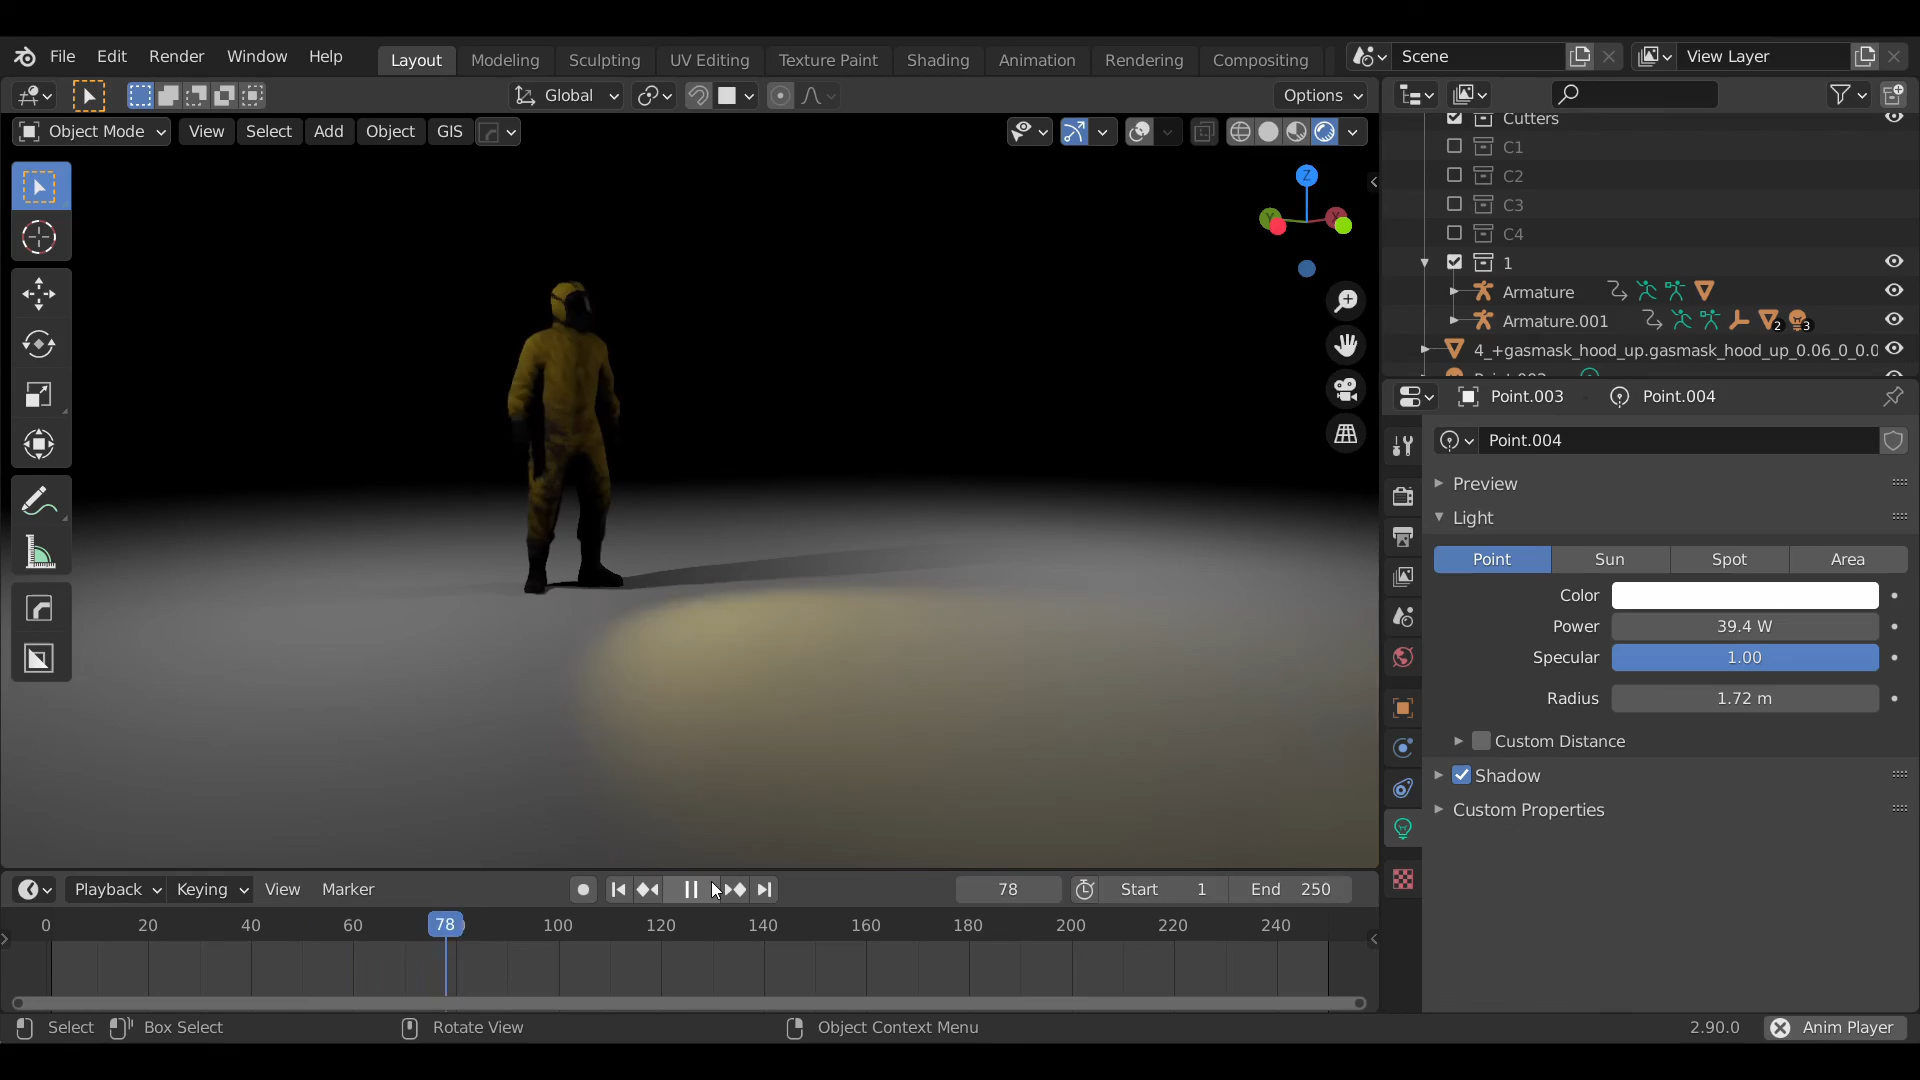 File Edit Render Window Help Layout Modeling Sculpting UV Editing Texture Paint Shading Animation Rendering Compositing Scene View Layer
Global Options
Object Mode View Select Add Object GIS
Cutters
C1
C2
C3
C4
1
Armature
Armature.001 2 3
4_+gasmask_hood_up.gasmask_hood_up_0.06_0_0.0
Z
Y X
Point.003 Point.004
Point.004
Preview
Light
Point Sun Spot Area
Color
Power 39.4 W
Specular 1.00
Radius 1.72 m
Custom Distance
Shadow
Custom Properties
Playback Keying View Marker 78 Start 1 End 250
0 20 40 60 78 100 120 140 160 180 200 220 240
Select Box Select Rotate View Object Context Menu 2.90.0 Anim Player